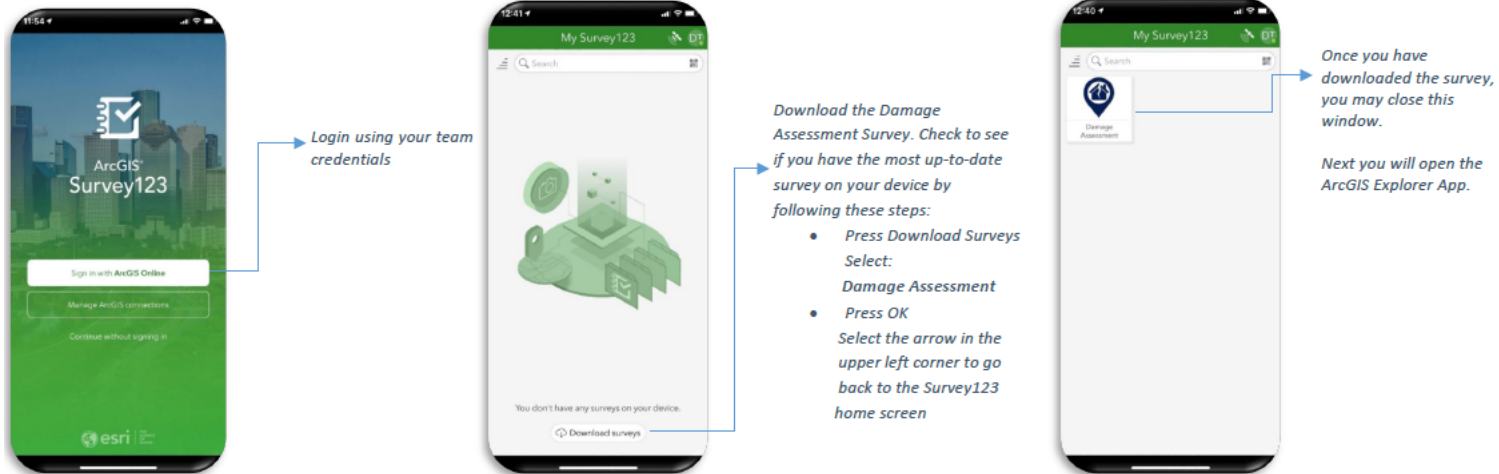 11:54
ArcGIS®
Survey123
Sign in with ArcGIS Online
Manage ArcGIS connections
Continue without signing in
esri
Login using your team
credentials
12:41
My Survey123
DT
Search
You don't have any surveys on your device.
Download surveys
Download the Damage
Assessment Survey. Check to see
if you have the most up-to-date
survey on your device by
following these steps:
• Press Download Surveys
Select:
Damage Assessment
• Press OK
Select the arrow in the
upper left corner to go
back to the Survey123
home screen
12:40
My Survey123
DT
Search
Damage
Assessment
Once you have
downloaded the survey,
you may close this
window.
Next you will open the
ArcGIS Explorer App.